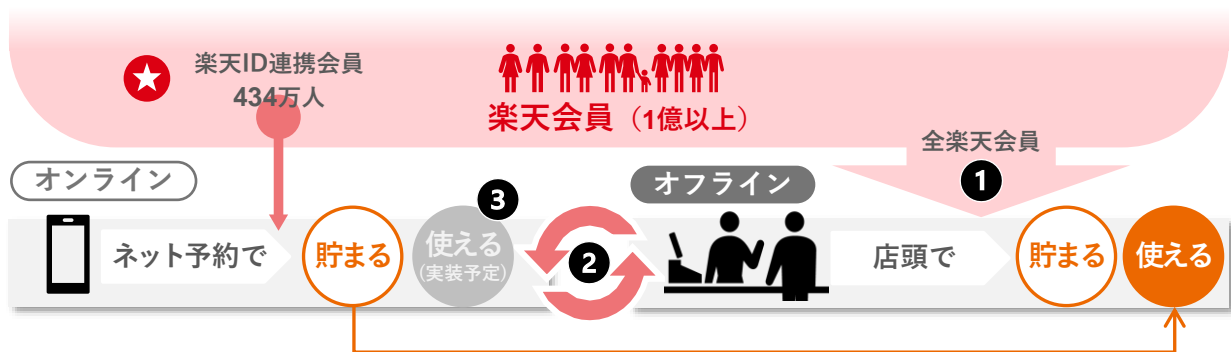 楽天ID連携会員
434万人
楽天会員（1億以上）
全楽天会員
1
オンライン
オフライン
3
ネット予約で
貯まる
使える
(実装予定)
2
店頭で
貯まる
使える